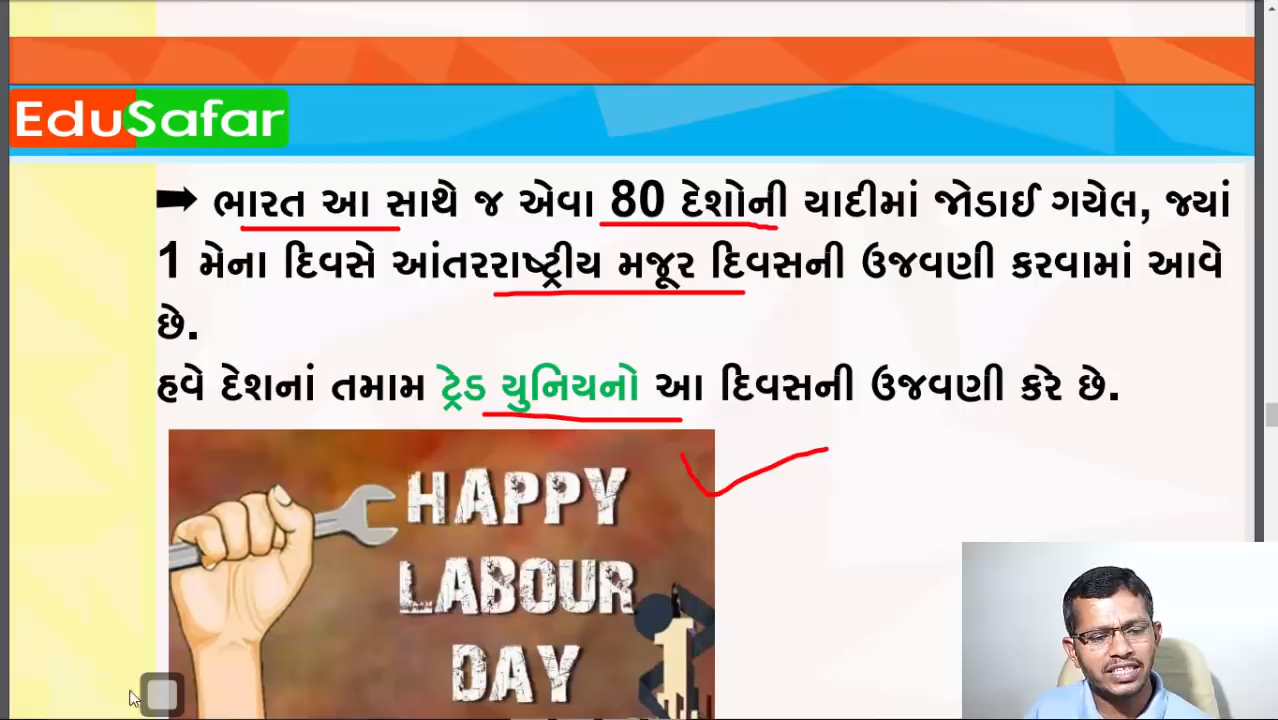 EduSafar
➡ ભારત આ સાથે જ એવા 80 દેશોની યાદીમાં જોડાઈ ગયેલ, જ્યાં
1 મેના દિવસે આંતરરાષ્ટ્રીય મજૂર દિવસની ઉજવણી કરવામાં આવે
છે.
હવે દેશનાં તમામ ટ્રેડ યુનિયનો આ દિવસની ઉજવણી કરે છે.
HAPPY
LABOUR
DAY
1